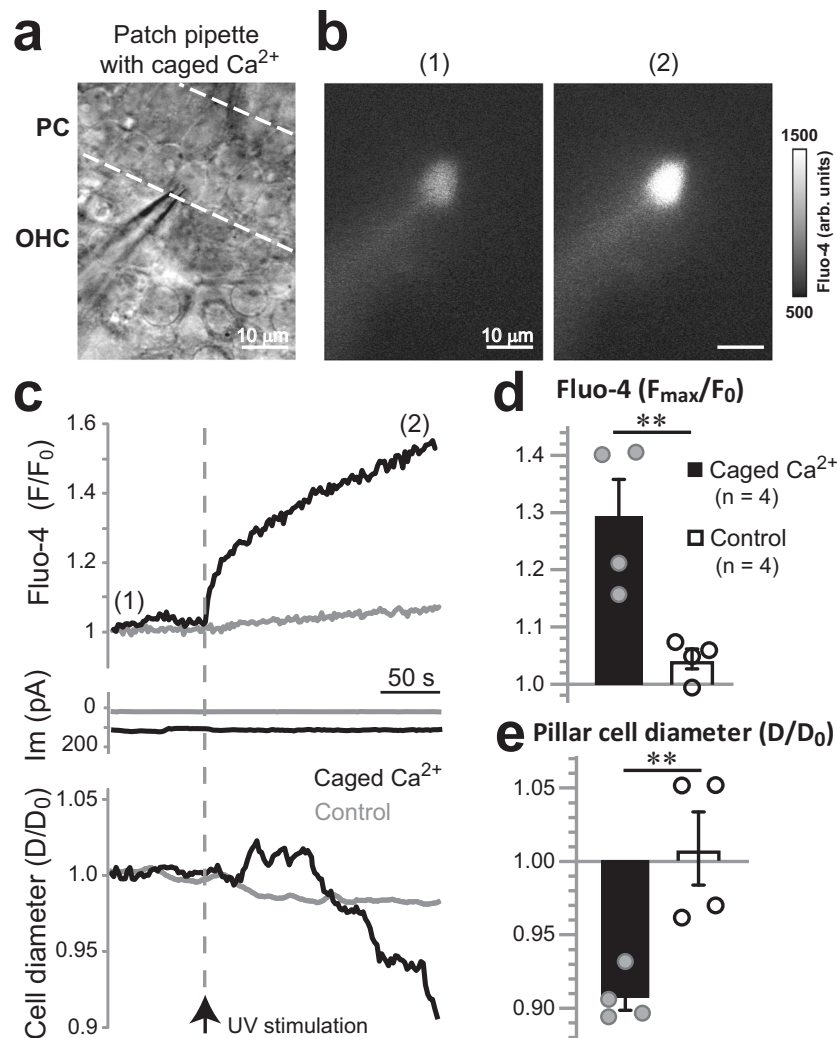 a
Patch pipette
with caged Ca²⁺
PC
OHC
10 µm
b
(1)
(2)
10 µm
1500
500
Fluo-4 (arb. units)
c
Fluo-4 (F/F₀)
1.6
1.4
1.2
1
(1)
(2)
50 s
Im (pA)
0
200
Caged Ca²⁺
Control
Cell diameter (D/D₀)
1.05
1.0
0.95
0.9
UV stimulation
d
Fluo-4 (Fmax/F₀)
**
1.4
1.3
1.2
1.1
1.0
Caged Ca²⁺
(n = 4)
Control
(n = 4)
e
Pillar cell diameter (D/D₀)
**
1.05
1.00
0.95
0.90